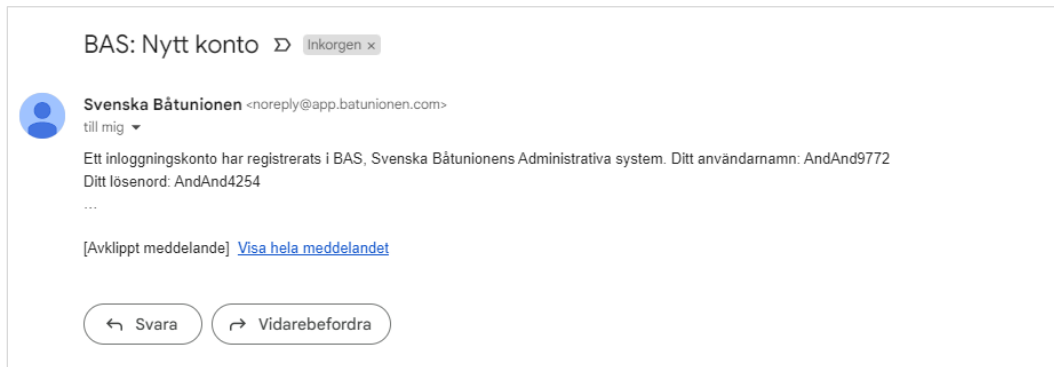 BAS: Nytt konto Inkorgen ×
Svenska Båtunionen <noreply@app.batunionen.com>
till mig
Ett inloggningskonto har registrerats i BAS, Svenska Båtunionens Administrativa system. Ditt användarnamn: AndAnd9772
Ditt lösenord: AndAnd4254
...
[Avklippt meddelande] Visa hela meddelandet
Svara Vidarebefordra